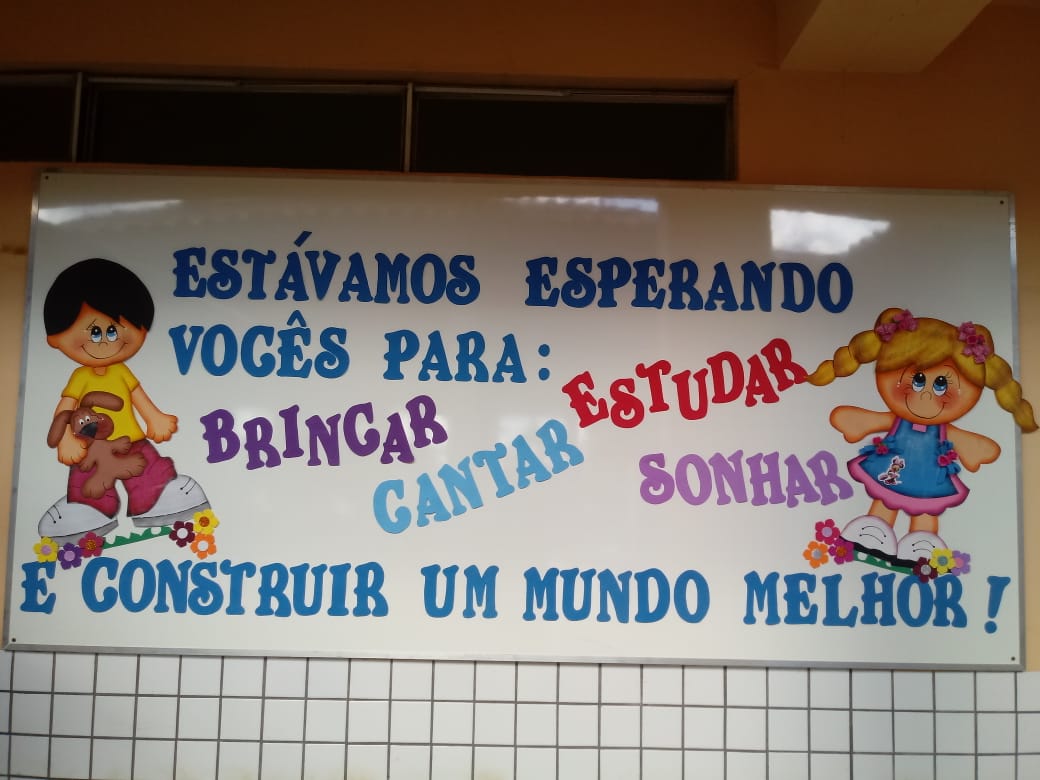 ESTÁVAMOS ESPERANDO
VOCÊS PARA:
BRINCAR
CANTAR
ESTUDAR
SONHAR
E CONSTRUIR UM MUNDO MELHOR!